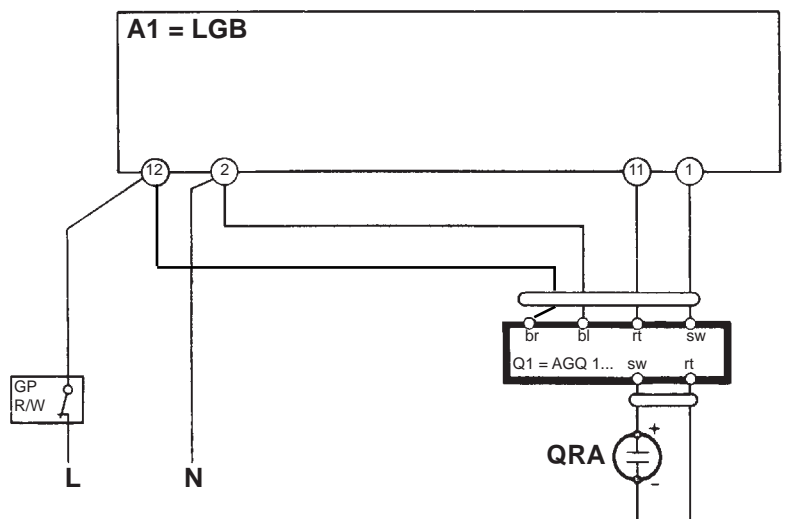 A1 = LGB
12 2 11 1
br bl rt sw
Q1 = AGQ 1... sw rt
GP
R/W
QRA
+
-
L N